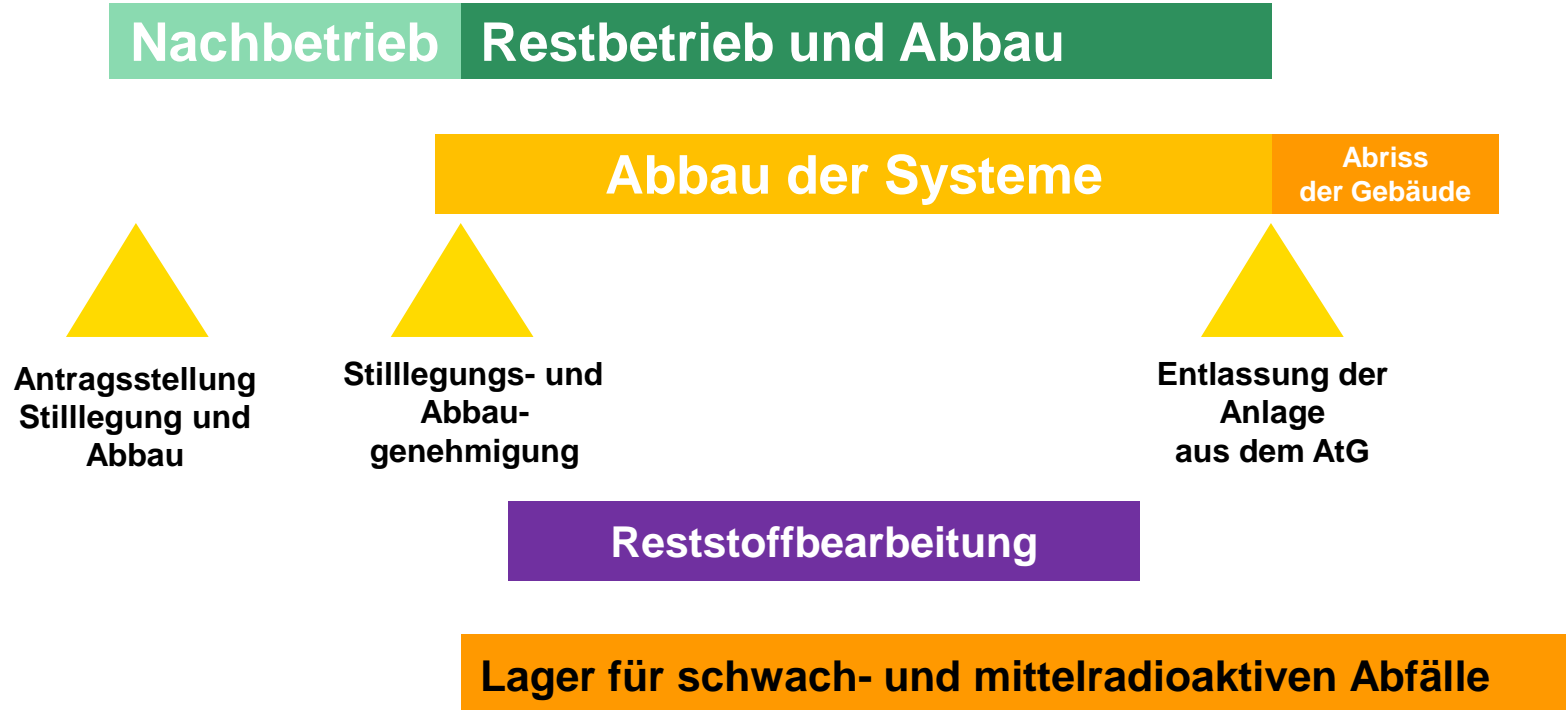 Nachbetrieb
Restbetrieb und Abbau
Abbau der Systeme
Abriss
der Gebäude
Antragsstellung
Stilllegung und
Abbau
Stilllegungs- und
Abbau-
genehmigung
Entlassung der
Anlage
aus dem AtG
Reststoffbearbeitung
Lager für schwach- und mittelradioaktiven Abfälle